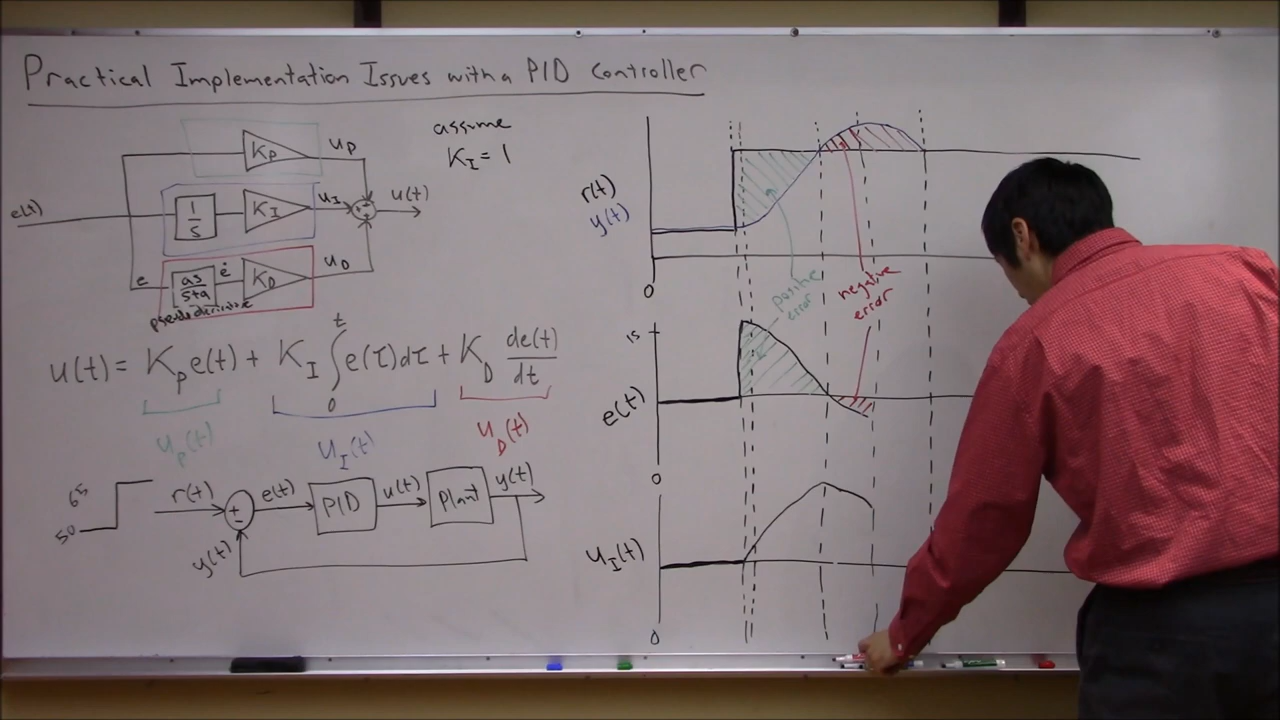 Practical Implementation Issues with a PID Controller
assume
K_I = 1
e(t)
K_P
u_P
1/s
K_I
u_I
u(t)
e
as/(s+a)
ė
K_D
u_D
pseudo derivative
u(t) = K_P e(t) + K_I ∫_0^t e(τ)dτ + K_D de(t)/dt
u_P(t)
u_I(t)
u_D(t)
65
50
r(t)
+
-
e(t)
PID
u(t)
Plant
y(t)
y(t)
r(t)
y(t)
0
positive
error
negative
error
15
e(t)
0
u_I(t)
0